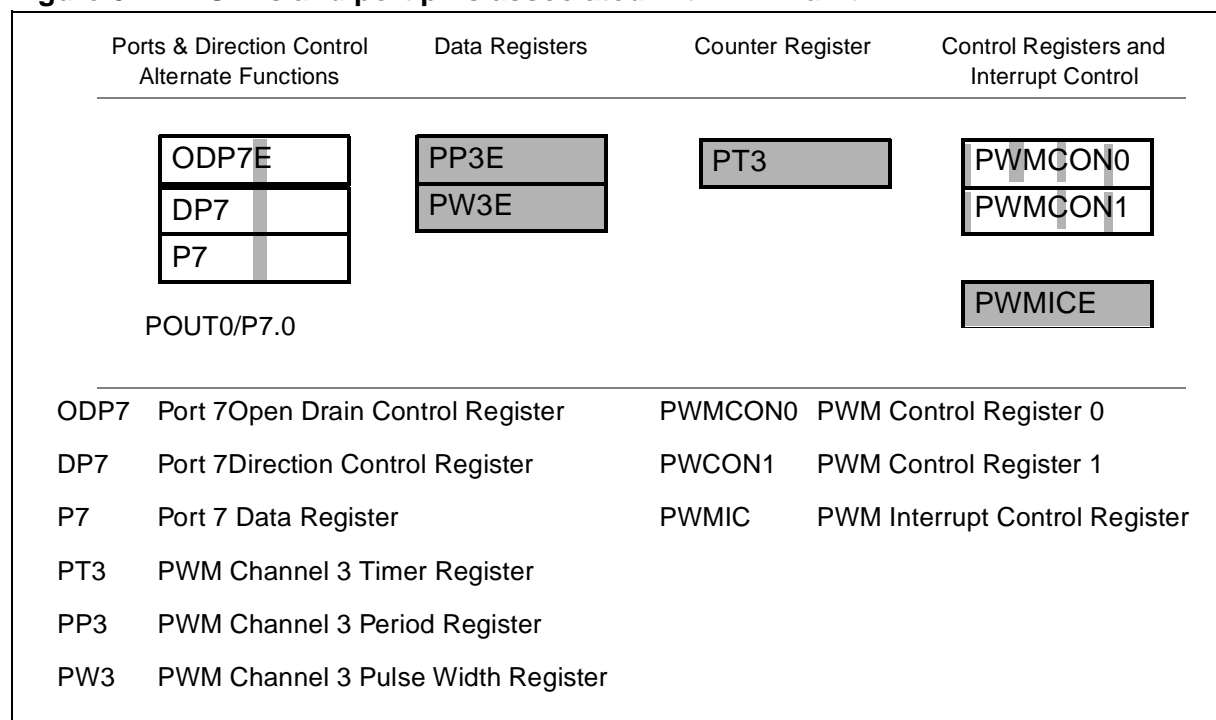 Ports & Direction Control Alternate Functions
Data Registers
Counter Register
Control Registers and Interrupt Control
ODP7E
DP7
P7
POUT0/P7.0
PP3E
PW3E
PT3
PWMCON0
PWMCON1
PWMICE
ODP7 Port 7Open Drain Control Register
DP7 Port 7Direction Control Register
P7 Port 7 Data Register
PT3 PWM Channel 3 Timer Register
PP3 PWM Channel 3 Period Register
PW3 PWM Channel 3 Pulse Width Register
PWMCON0 PWM Control Register 0
PWCON1 PWM Control Register 1
PWMIC PWM Interrupt Control Register